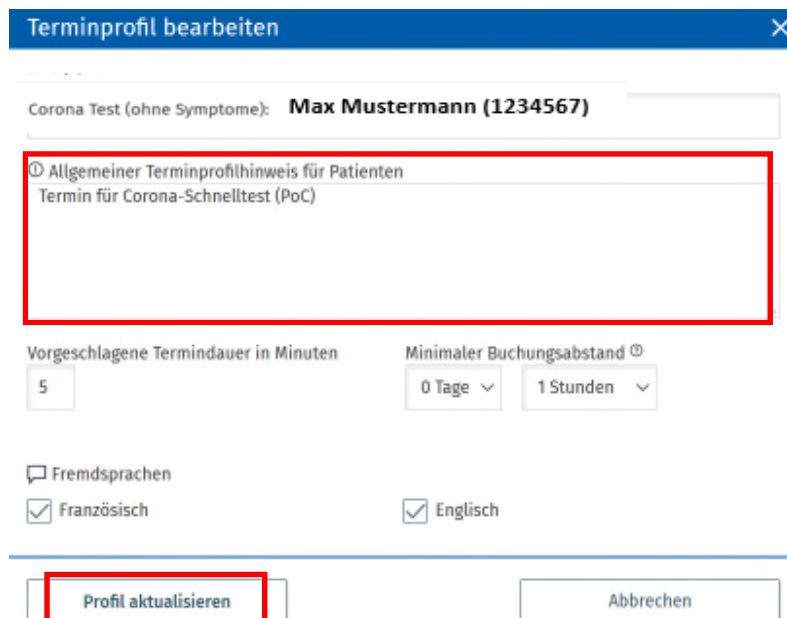 Terminprofil bearbeiten
Corona Test (ohne Symptome): Max Mustermann (1234567)
Allgemeiner Terminprofilhinweis für Patienten
Termin für Corona-Schnelltest (PoC)
Vorgeschlagene Termindauer in Minuten Minimaler Buchungsabstand
5 0 Tage 1 Stunden
Fremdsprachen
Französisch Englisch
Profil aktualisieren Abbrechen